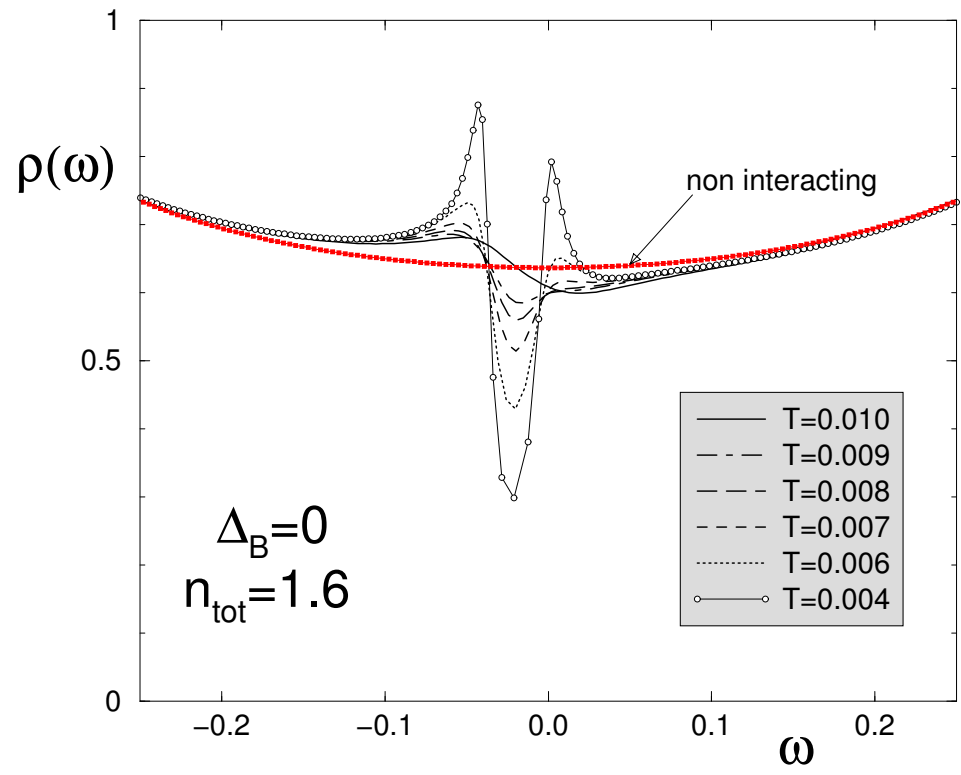 1
ρ(ω)
non interacting
0.5
T=0.010
T=0.009
T=0.008
T=0.007
T=0.006
T=0.004
Δ_B=0
n_tot=1.6
0
−0.2 −0.1 0.0 0.1 0.2
ω